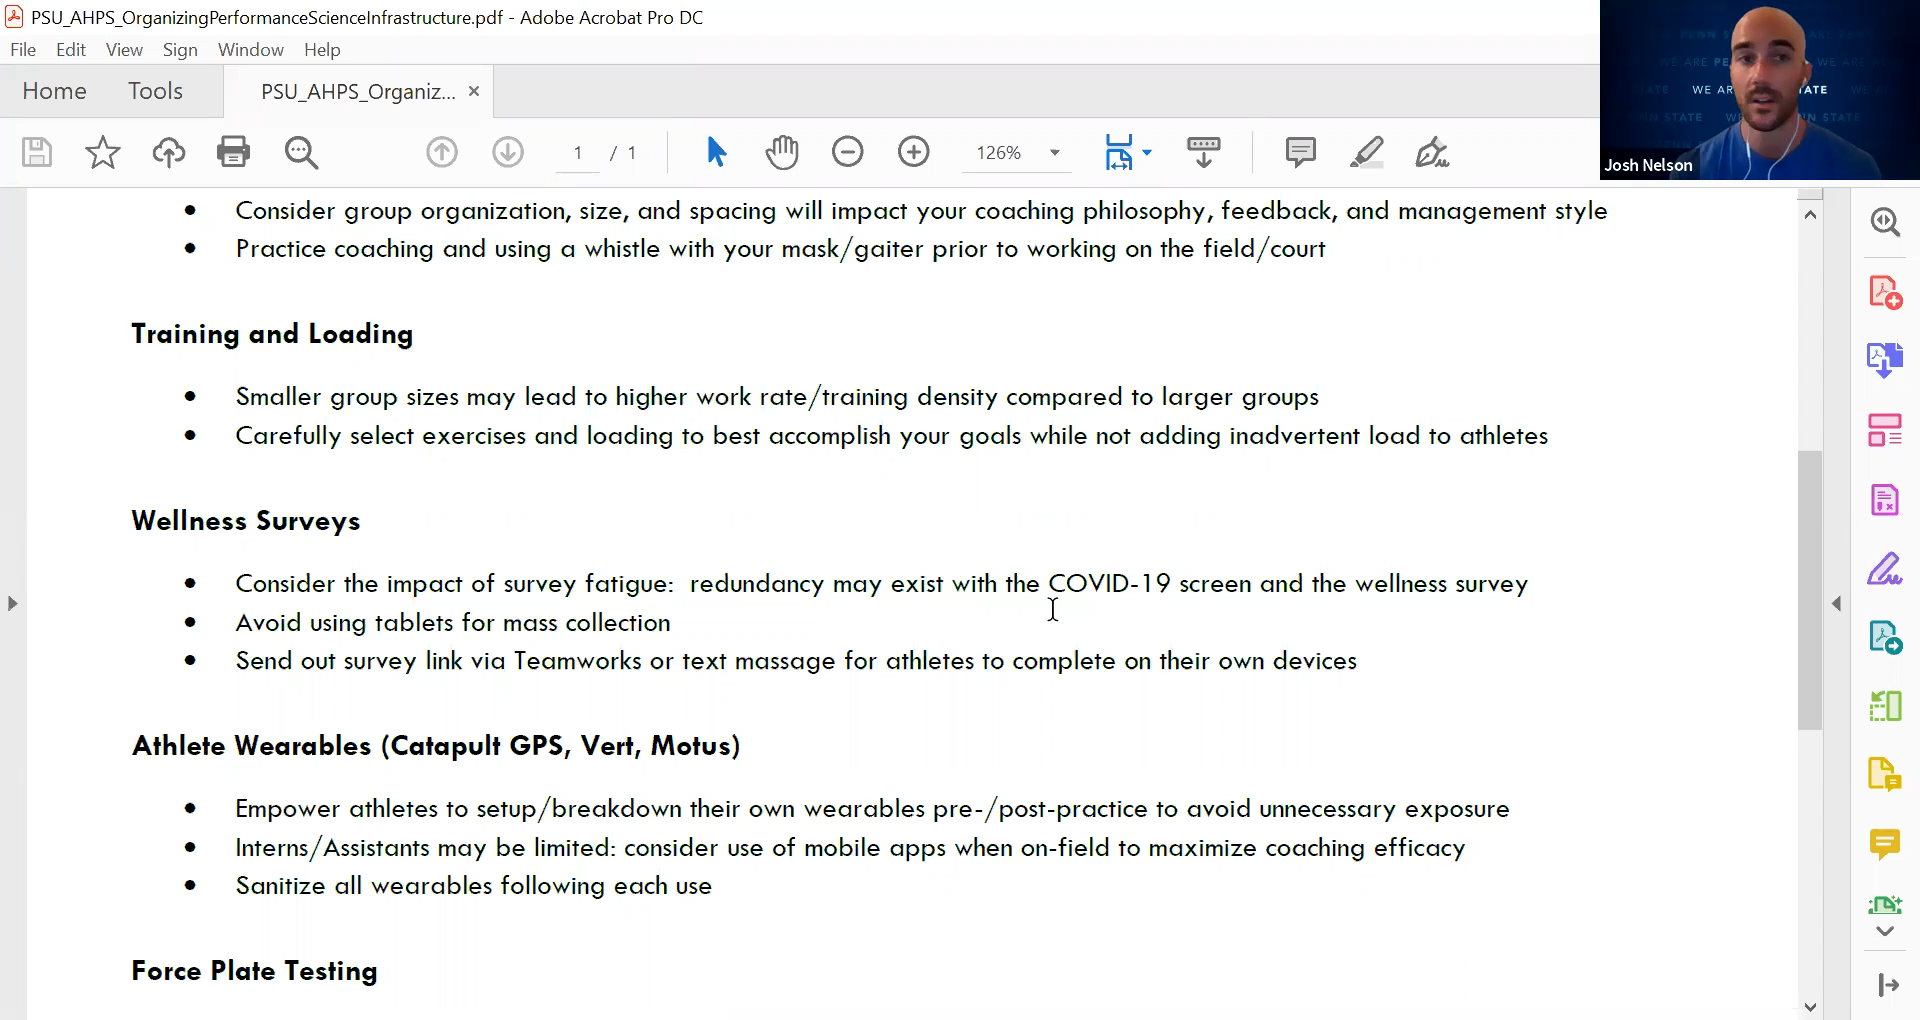 PSU_AHPS_OrganizingPerformanceScienceInfrastructure.pdf - Adobe Acrobat Pro DC
File Edit View Sign Window Help
Home Tools PSU_AHPS_Organiz... ×
1 / 1 126%
WE ARE
STATE
Josh Nelson
• Consider group organization, size, and spacing will impact your coaching philosophy, feedback, and management style
• Practice coaching and using a whistle with your mask/gaiter prior to working on the field/court
Training and Loading
• Smaller group sizes may lead to higher work rate/training density compared to larger groups
• Carefully select exercises and loading to best accomplish your goals while not adding inadvertent load to athletes
Wellness Surveys
• Consider the impact of survey fatigue: redundancy may exist with the COVID-19 screen and the wellness survey
• Avoid using tablets for mass collection
• Send out survey link via Teamworks or text massage for athletes to complete on their own devices
Athlete Wearables (Catapult GPS, Vert, Motus)
• Empower athletes to setup/breakdown their own wearables pre-/post-practice to avoid unnecessary exposure
• Interns/Assistants may be limited: consider use of mobile apps when on-field to maximize coaching efficacy
• Sanitize all wearables following each use
Force Plate Testing